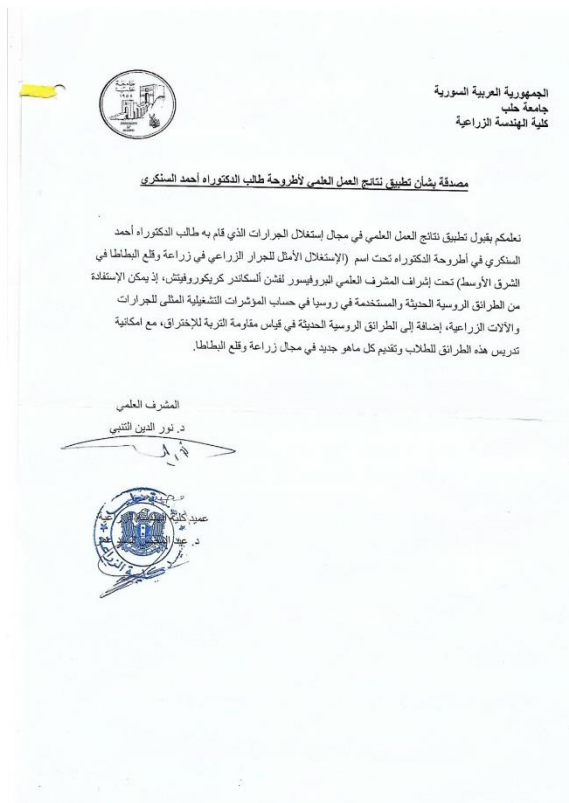 الجمهورية العربية السورية
جامعة حلب
كلية الهندسة الزراعية
مصدقة بشأن تطبيق نتائج العمل العلمي لأطروحة طالب الدكتوراه أحمد السنكري
نعلمكم بقبول تطبيق نتائج العمل العلمي في مجال إستغلال الجرارات الذي قام به طالب الدكتوراه أحمد
السنكري في أطروحة الدكتوراه تحت اسم (الإستغلال الأمثل للجرار الزراعي في زراعة وقلع البطاطا في
الشرق الأوسط) تحت إشراف المشرف العلمي البروفيسور لفشن ألسكاندر كريكوروفيتش، إذ يمكن الإستفادة
من الطرائق الروسية الحديثة والمستخدمة في روسيا في حساب المؤشرات التشغيلية المثلى للجرارات
والآلات الزراعية، إضافة إلى الطرائق الروسية الحديثة في قياس مقاومة التربة للإختراق، مع امكانية
تدريس هذه الطرائق للطلاب وتقديم كل ماهو جديد في مجال زراعة وقلع البطاطا.
المشرف العلمي
د. نور الدين التنبي
عميد كلية الهندسة الزراعية
د. عبد